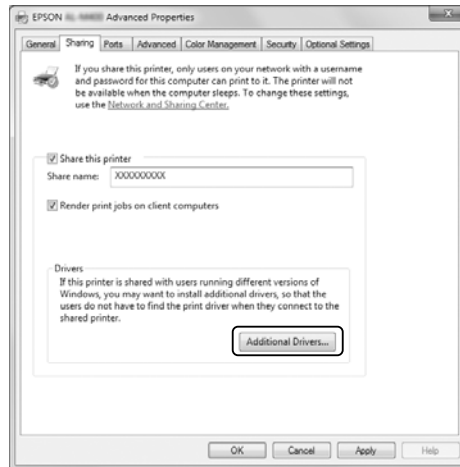 EPSON Advanced Properties
General Sharing Ports Advanced Color Management Security Optional Settings
If you share this printer, only users on your network with a username
and password for this computer can print to it. The printer will not
be available when the computer sleeps. To change these settings,
use the Network and Sharing Center.
Share this printer
Share name: XXXXXXXXX
Render print jobs on client computers
Drivers
If this printer is shared with users running different versions of
Windows, you may want to install additional drivers, so that the
users do not have to find the print driver when they connect to the
shared printer.
Additional Drivers...
OK Cancel Apply Help